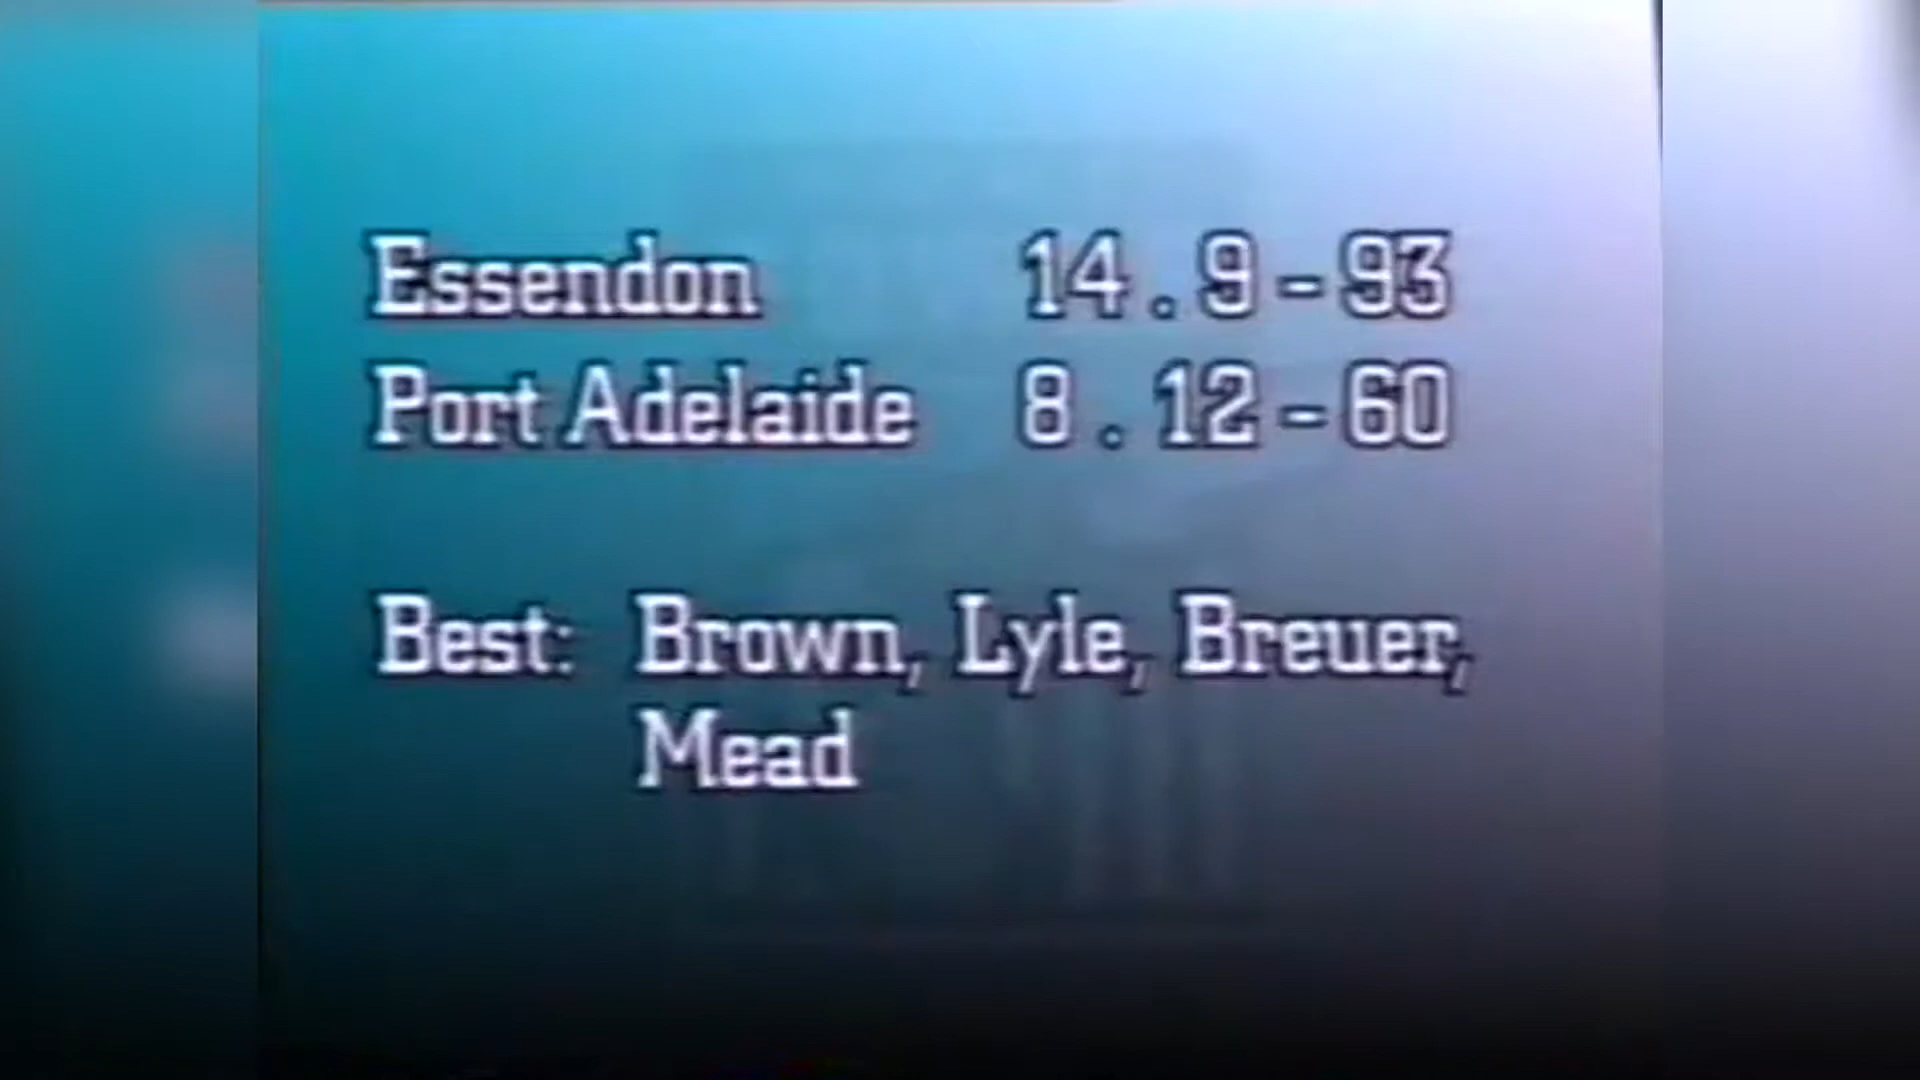 Essendon 14 . 9 - 93
Port Adelaide 8 . 12 - 60
Best: Brown, Lyle, Breuer,
Mead